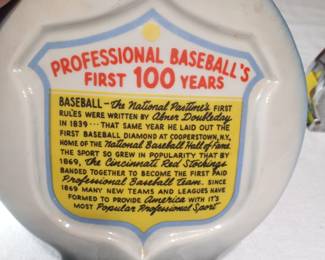 PROFESSIONAL BASEBALL'S
FIRST 100 YEARS
BASEBALL - the National Pastime's FIRST
RULES WERE WRITTEN BY Abner Doubleday
IN 1839 --- THAT SAME YEAR HE LAID OUT THE
FIRST BASEBALL DIAMOND AT COOPERSTOWN, N.Y.,
HOME OF THE National Baseball Hall of Fame.
THE SPORT SO GREW IN POPULARITY THAT BY
1869, The Cincinnati Red Stockings
BANDED TOGETHER TO BECOME THE FIRST PAID
Professional Baseball Team. SINCE
1869 MANY NEW TEAMS AND LEAGUES HAVE
FORMED TO PROVIDE America WITH IT'S
MOST Popular Professional Sport